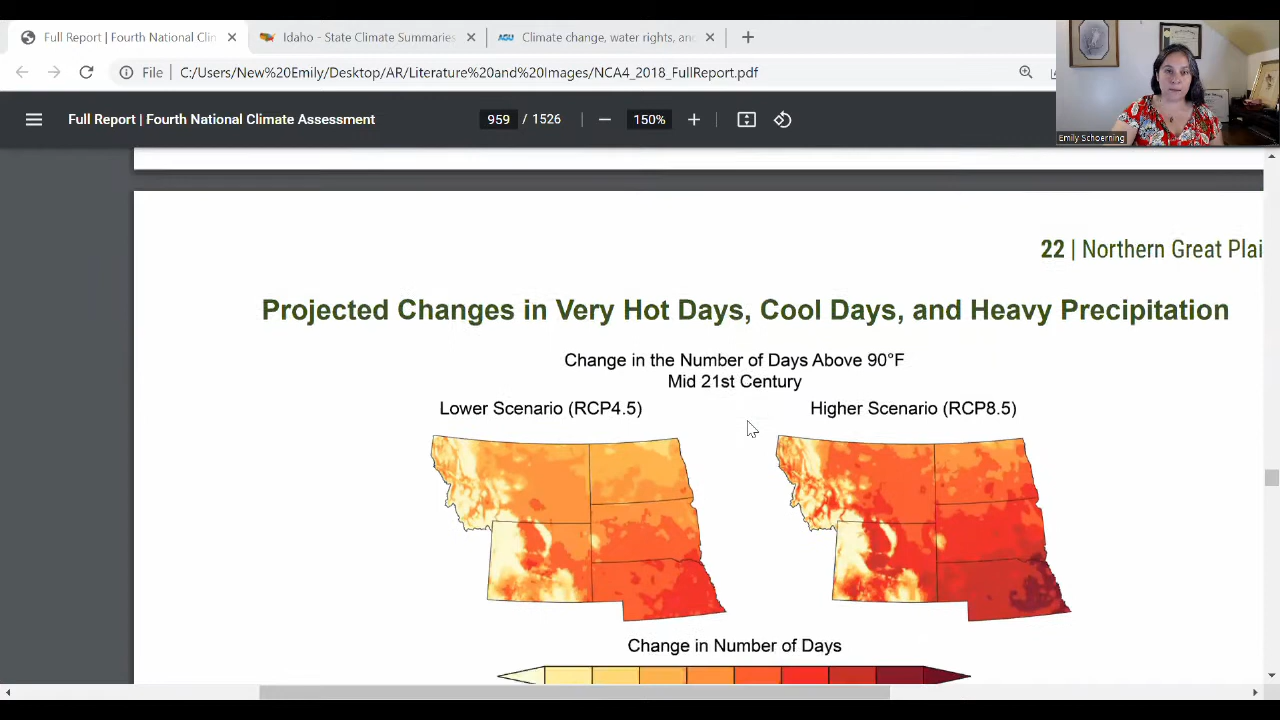 Full Report | Fourth National Clin
Idaho - State Climate Summaries
AGU Climate change, water rights, and
File C:/Users/New%20Emily/Desktop/AR/Literature%20and%20Images/NCA4_2018_FullReport.pdf
Full Report | Fourth National Climate Assessment
959 / 1526
150%
Emily Schoerning
22 | Northern Great Plai
Projected Changes in Very Hot Days, Cool Days, and Heavy Precipitation
Change in the Number of Days Above 90°F
Mid 21st Century
Lower Scenario (RCP4.5)
Higher Scenario (RCP8.5)
Change in Number of Days